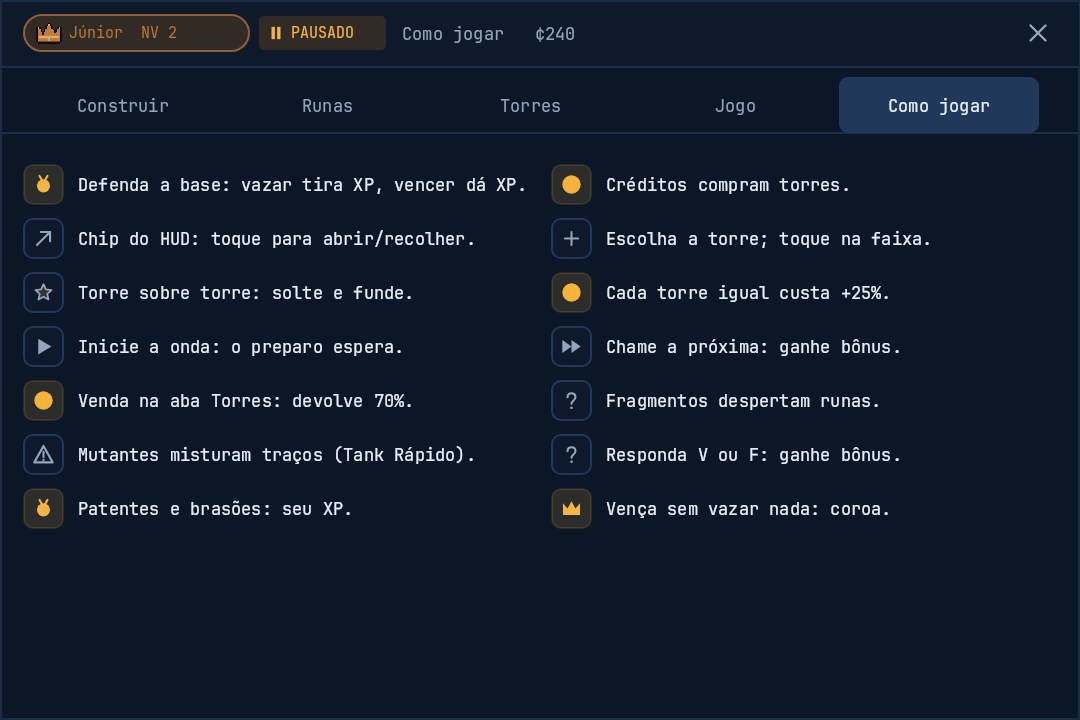 Júnior NV 2 PAUSADO Como jogar ₵240
Construir Runas Torres Jogo Como jogar
Defenda a base: vazar tira XP, vencer dá XP.
Créditos compram torres.
Chip do HUD: toque para abrir/recolher.
Escolha a torre; toque na faixa.
Torre sobre torre: solte e funde.
Cada torre igual custa +25%.
Inicie a onda: o preparo espera.
Chame a próxima: ganhe bônus.
Venda na aba Torres: devolve 70%.
Fragmentos despertam runas.
Mutantes misturam traços (Tank Rápido).
Responda V ou F: ganhe bônus.
Patentes e brasões: seu XP.
Vença sem vazar nada: coroa.